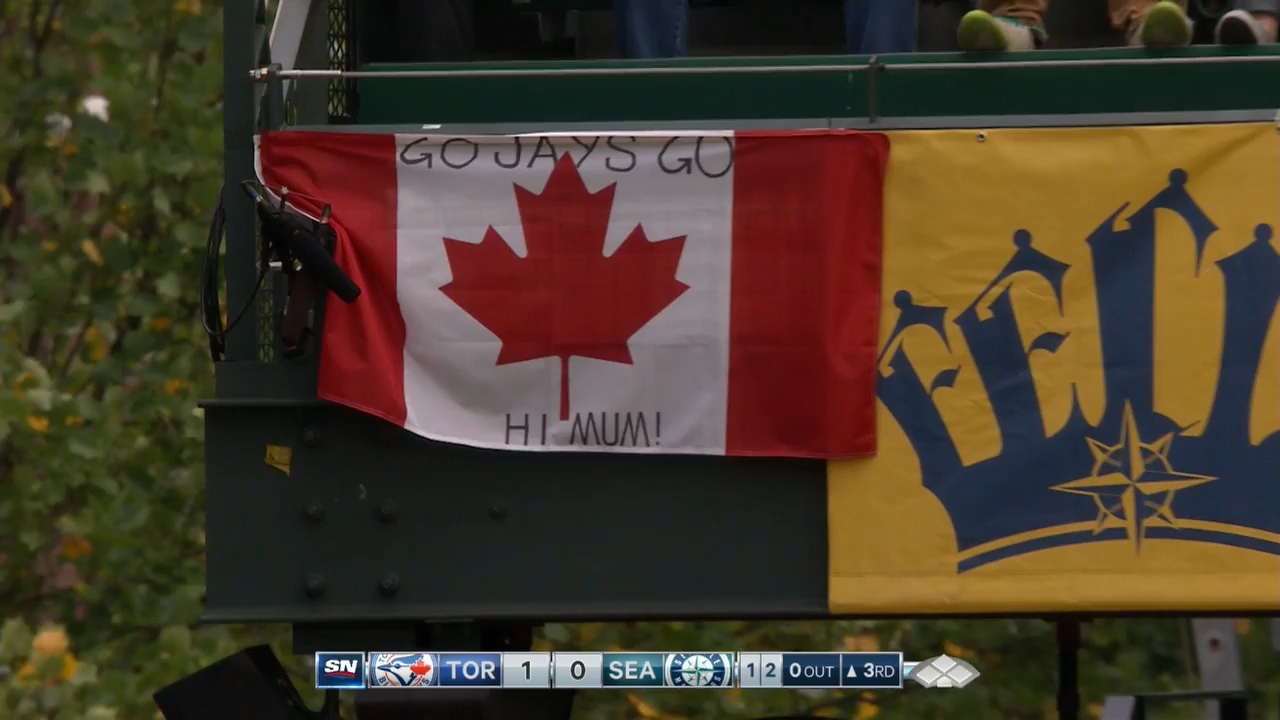 GO JAYS GO
HI MUM!
SN TOR 1 0 SEA 1 2 0 OUT ▲ 3RD